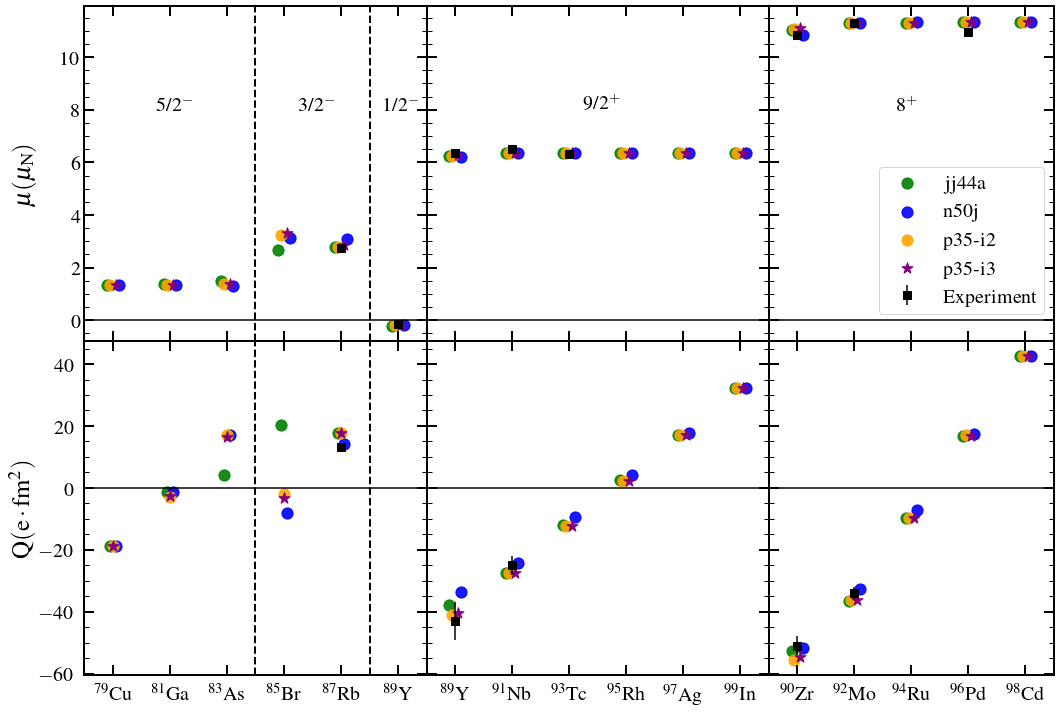 μ(μ_N)
10
8
6
4
2
0
5/2⁻
3/2⁻
1/2⁻
9/2⁺
8⁺
jj44a
n50j
p35-i2
p35-i3
Experiment
Q(e · fm²)
40
20
0
−20
−40
−60
⁷⁹Cu ⁸¹Ga ⁸³As ⁸⁵Br ⁸⁷Rb ⁸⁹Y ⁸⁹Y ⁹¹Nb ⁹³Tc ⁹⁵Rh ⁹⁷Ag ⁹⁹In ⁹⁰Zr ⁹²Mo ⁹⁴Ru ⁹⁶Pd ⁹⁸Cd